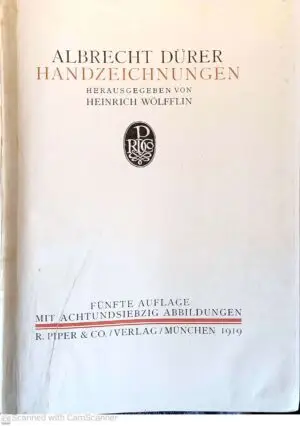 ALBRECHT DÜRER
HANDZEICHNUNGEN
HERAUSGEGEBEN VON
HEINRICH WÖLFFLIN
P
R P & Co
FÜNFTE AUFLAGE
MIT ACHTUNDSIEBZIG ABBILDUNGEN
R. PIPER & CO./VERLAG/MÜNCHEN 1919
Scanned with CamScanner